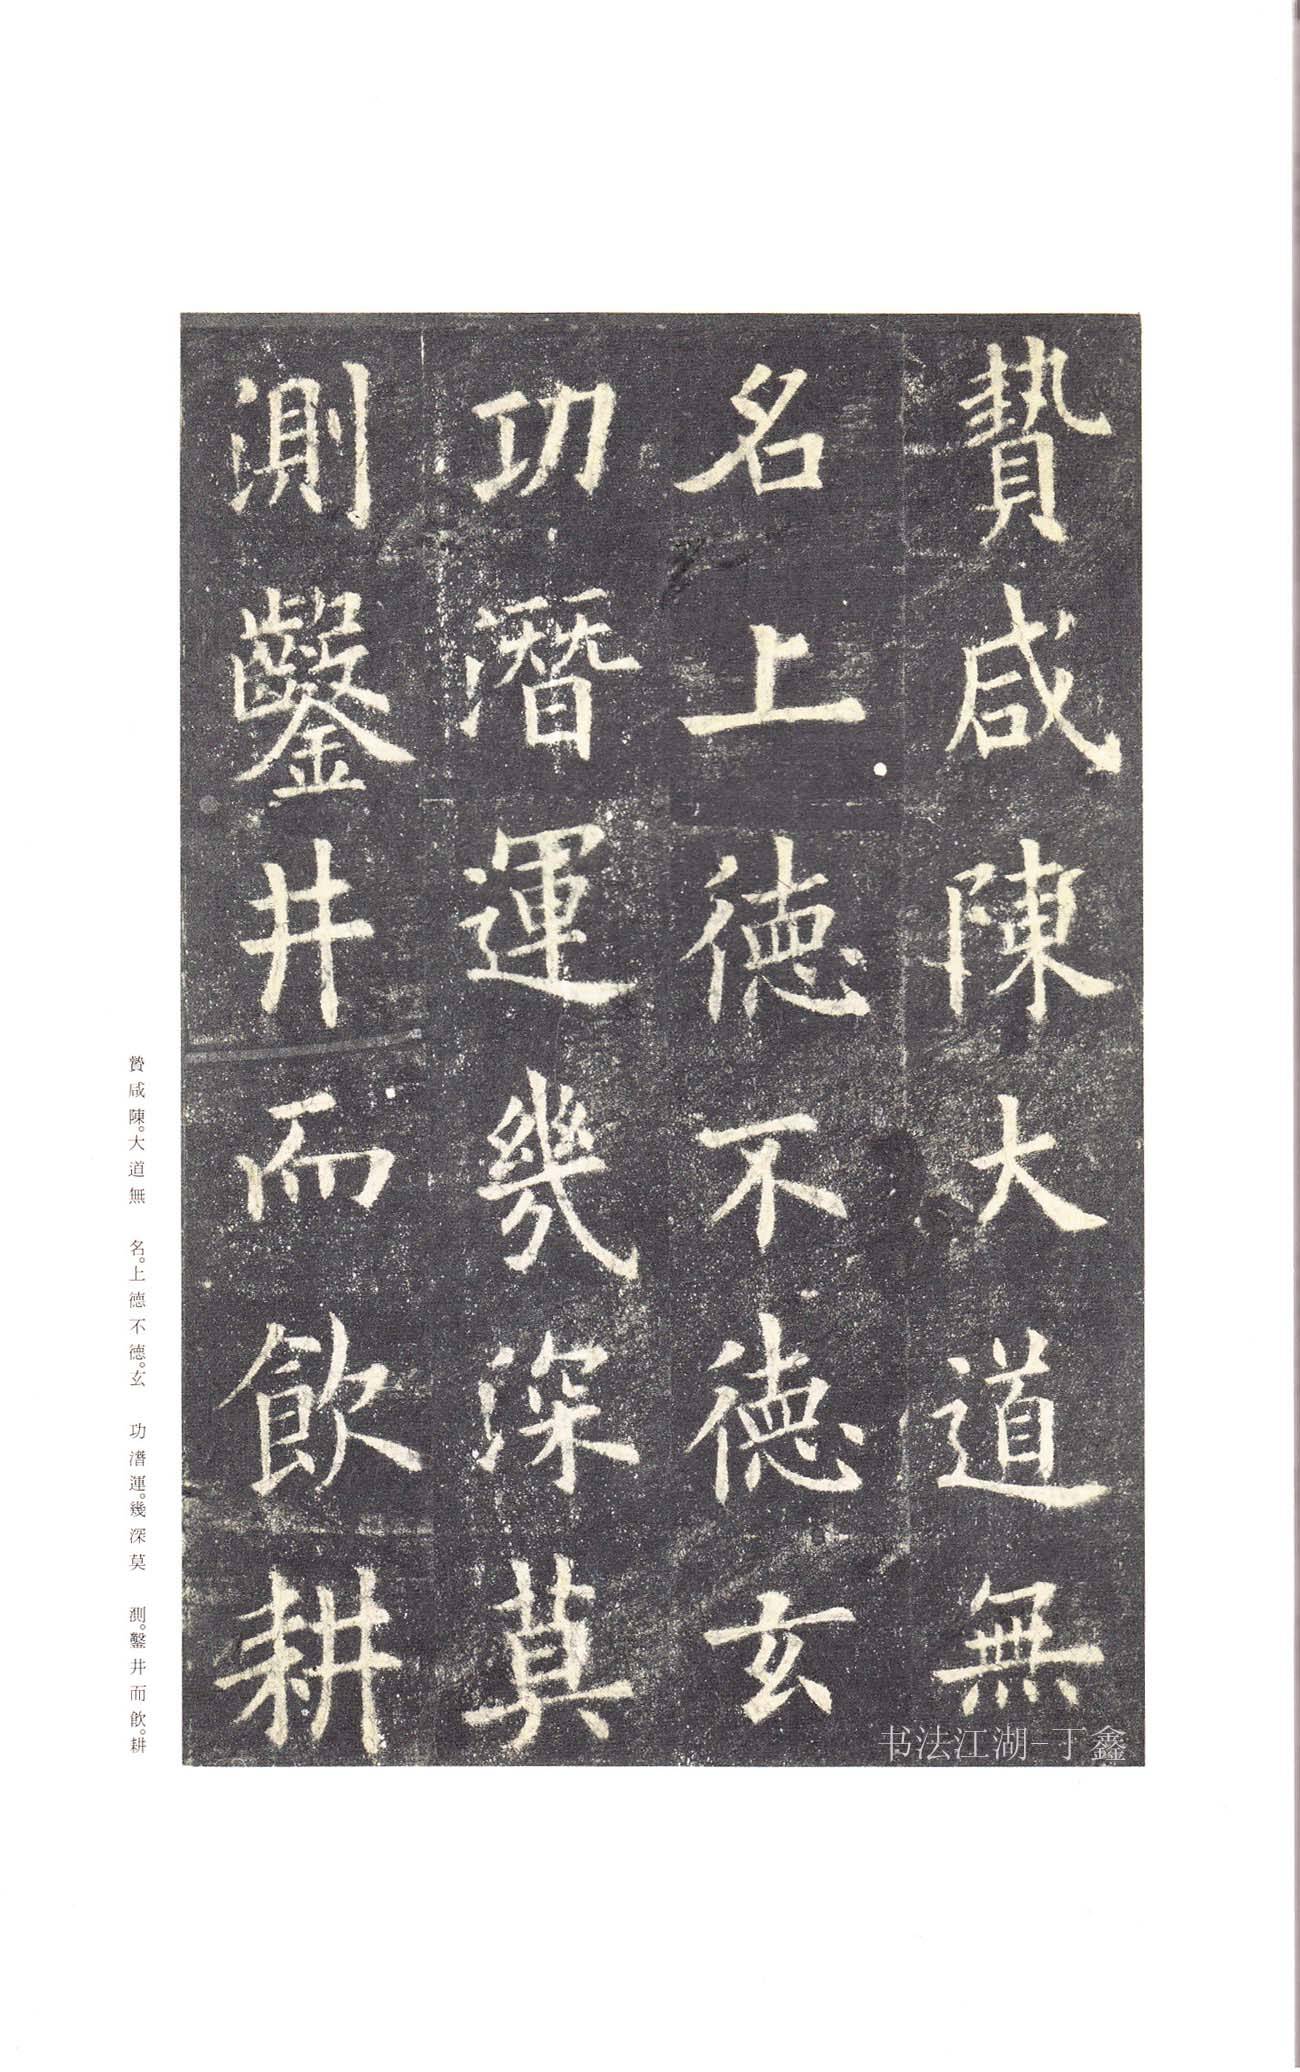 贄咸陳大道無
名上德不德玄
功潛運幾深莫
測鑿井而飲耕
贄咸陳。大道無　名。上德不德。玄　功潛運。幾深莫　測。鑿井而飲。耕
书法江湖-丁鑫